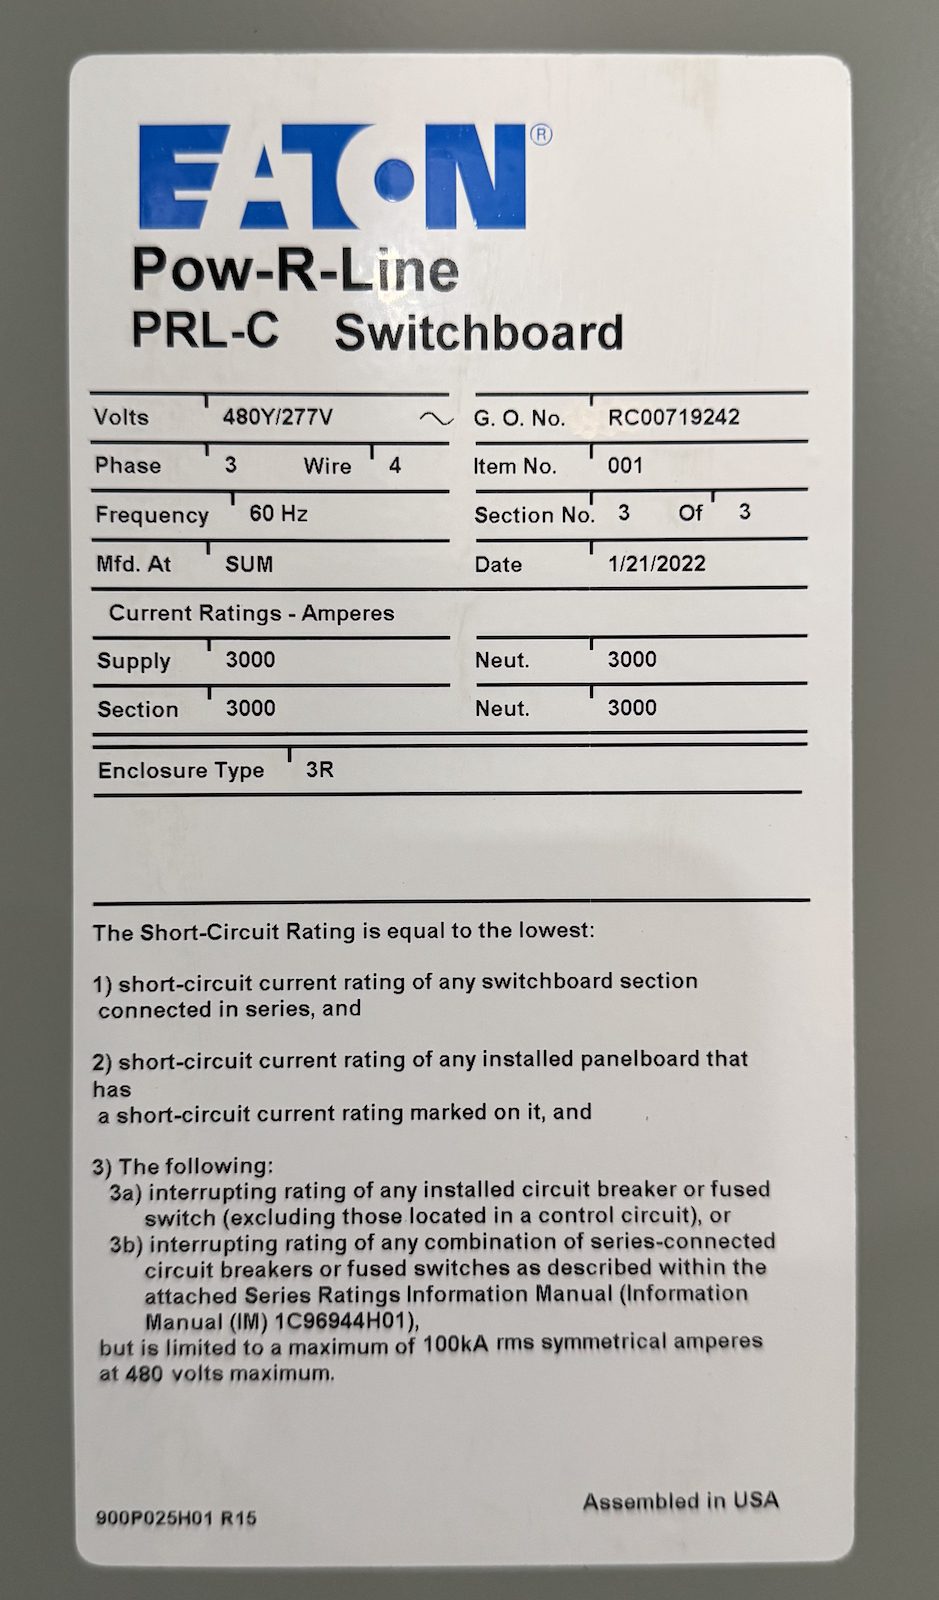 EATON®
Pow-R-Line
PRL-C Switchboard
Volts 480Y/277V ~ G. O. No. RC00719242
Phase 3 Wire 4 Item No. 001
Frequency 60 Hz Section No. 3 Of 3
Mfd. At SUM Date 1/21/2022
Current Ratings - Amperes
Supply 3000 Neut. 3000
Section 3000 Neut. 3000
Enclosure Type 3R
The Short-Circuit Rating is equal to the lowest:
1) short-circuit current rating of any switchboard section
connected in series, and
2) short-circuit current rating of any installed panelboard that
has
a short-circuit current rating marked on it, and
3) The following:
3a) interrupting rating of any installed circuit breaker or fused
switch (excluding those located in a control circuit), or
3b) interrupting rating of any combination of series-connected
circuit breakers or fused switches as described within the
attached Series Ratings Information Manual (Information
Manual (IM) 1C96944H01),
but is limited to a maximum of 100kA rms symmetrical amperes
at 480 volts maximum.
Assembled in USA
900P025H01 R15